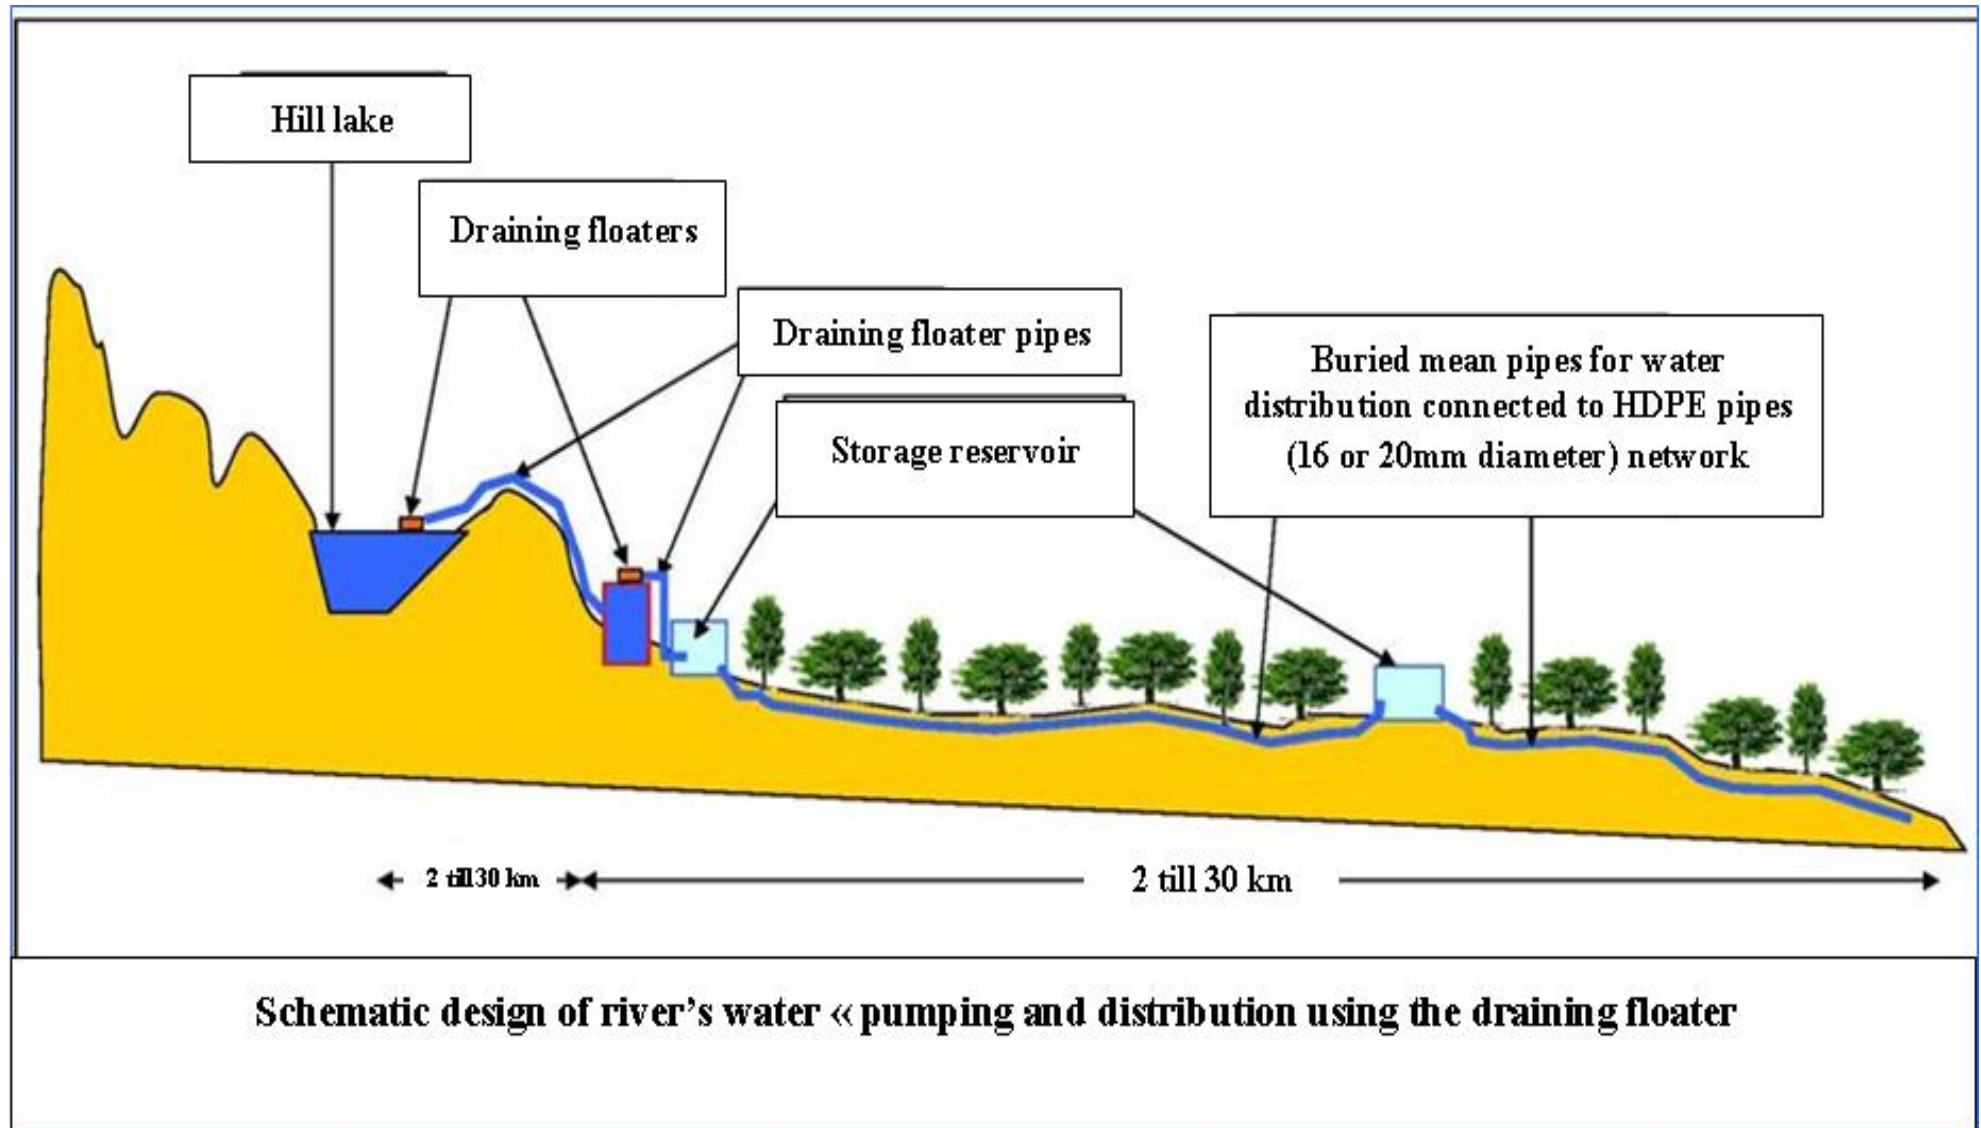 Hill lake
Draining floaters
Draining floater pipes
Storage reservoir
Buried mean pipes for water
distribution connected to HDPE pipes
(16 or 20mm diameter) network
2 till30 km
2 till 30 km
Schematic design of river’s water « pumping and distribution using the draining floater